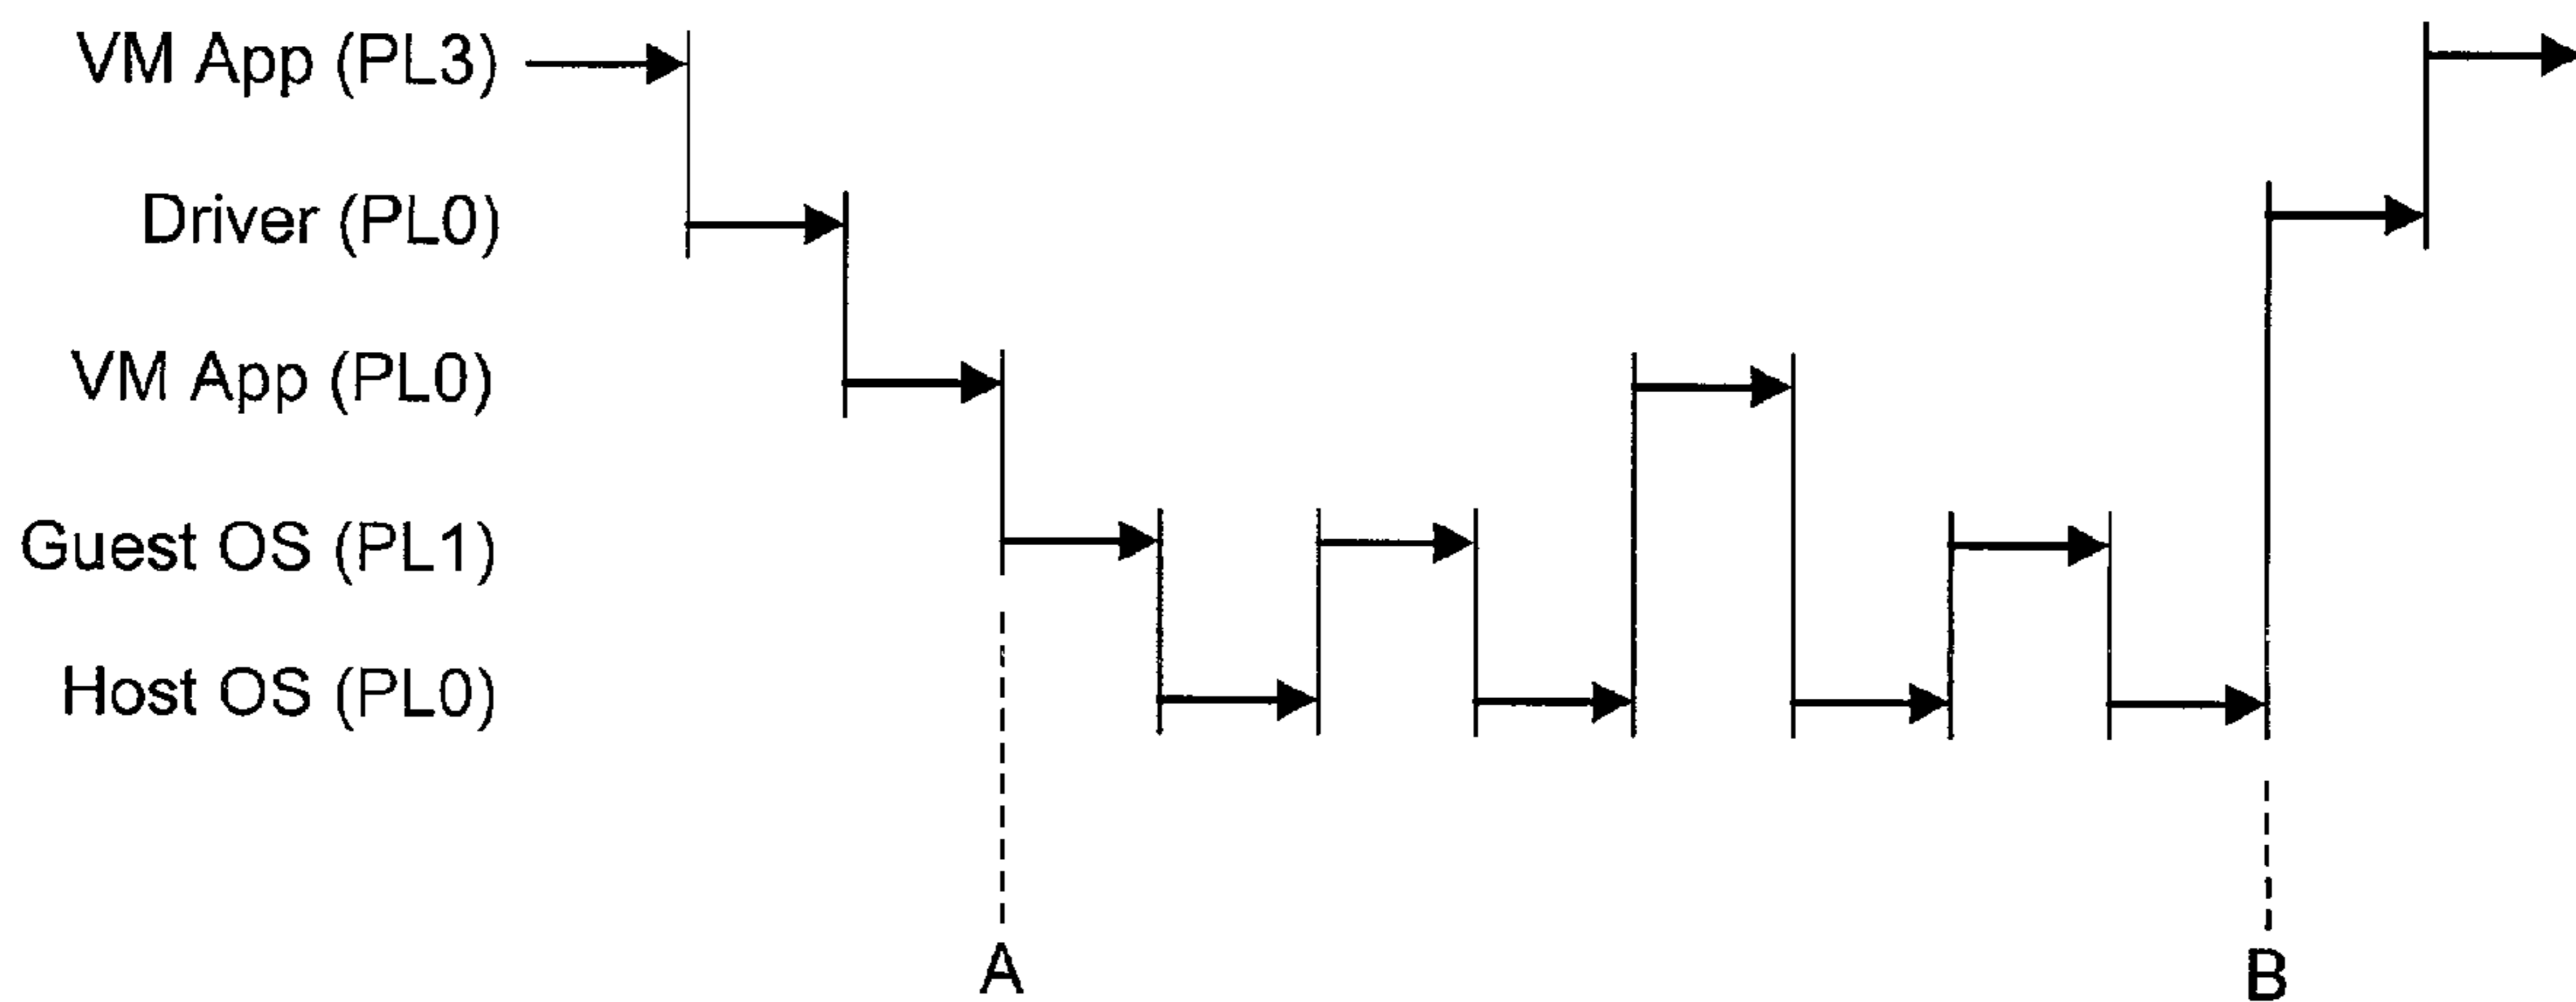 VM App (PL3)
Driver (PL0)
VM App (PL0)
Guest OS (PL1)
Host OS (PL0)
A
B